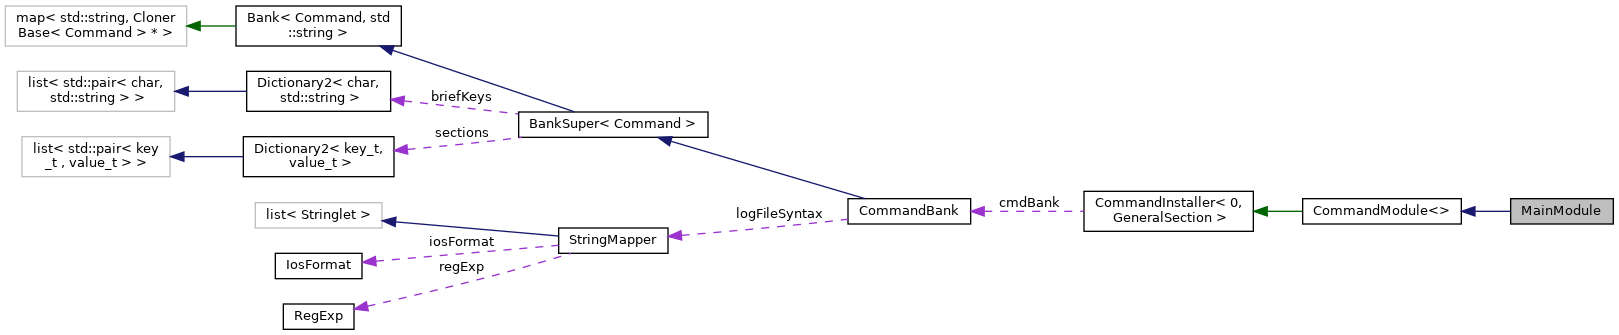 map< std::string, Cloner
Base< Command > * >
Bank< Command, std
::string >
list< std::pair< char,
std::string > >
Dictionary2< char,
std::string >
briefKeys
BankSuper< Command >
sections
list< std::pair< key
_t , value_t > >
Dictionary2< key_t,
value_t >
list< Stringlet >
logFileSyntax
CommandBank
cmdBank
CommandInstaller< 0,
GeneralSection >
CommandModule<>
MainModule
iosFormat
StringMapper
IosFormat
regExp
RegExp